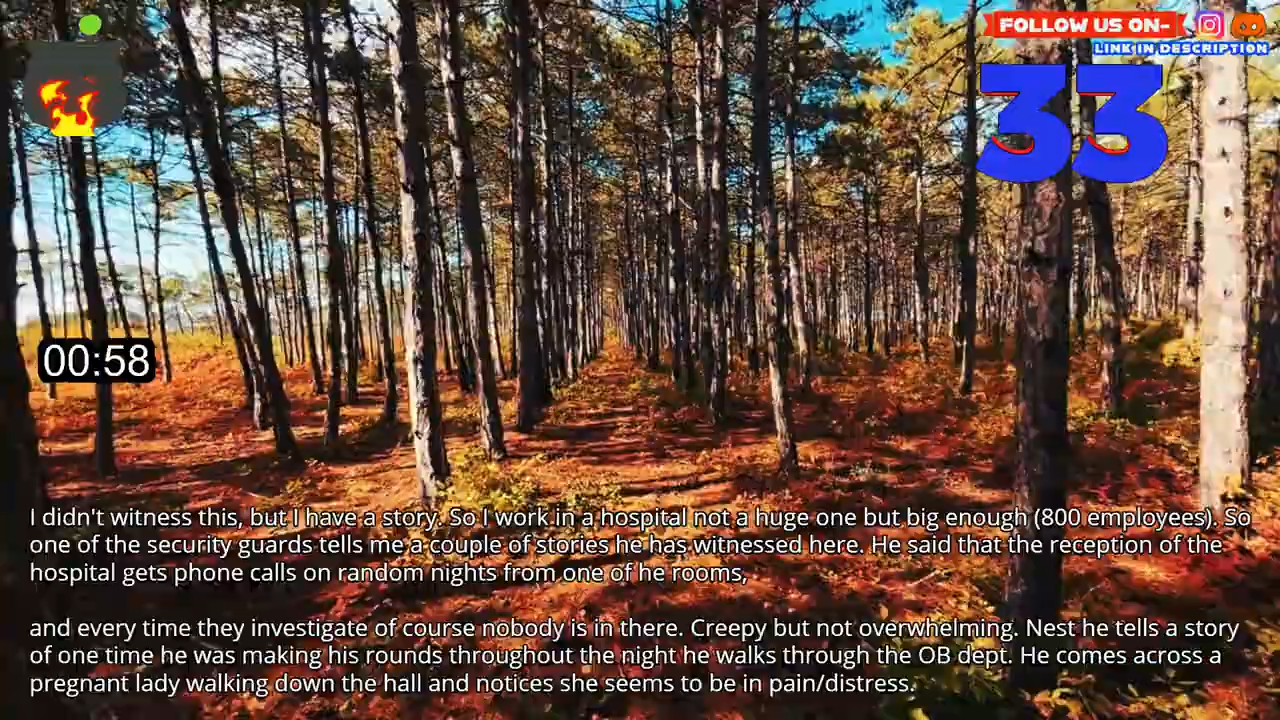 FOLLOW US ON-
LINK IN DESCRIPTION
33
00:58
I didn't witness this, but I have a story. So I work in a hospital not a huge one but big enough (800 employees). So
one of the security guards tells me a couple of stories he has witnessed here. He said that the reception of the
hospital gets phone calls on random nights from one of he rooms,
and every time they investigate of course nobody is in there. Creepy but not overwhelming. Nest he tells a story
of one time he was making his rounds throughout the night he walks through the OB dept. He comes across a
pregnant lady walking down the hall and notices she seems to be in pain/distress.